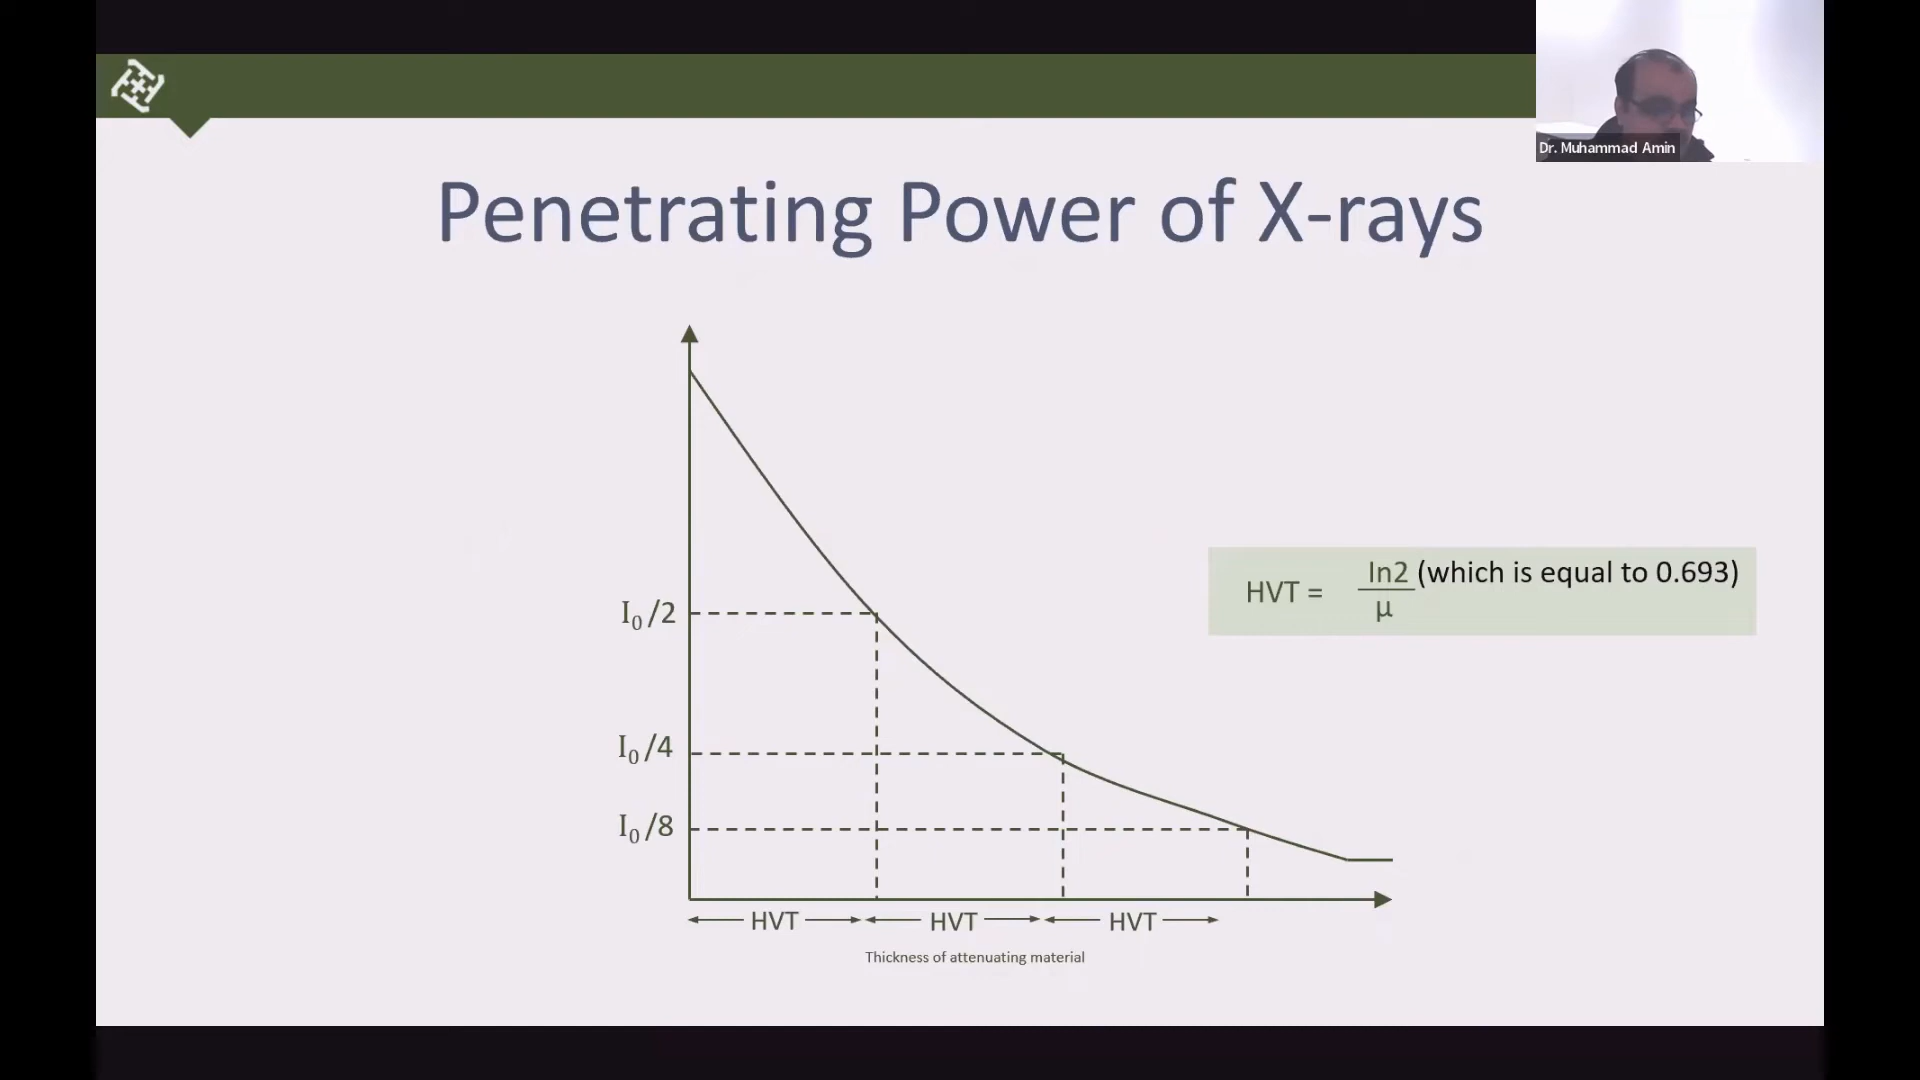 Dr. Muhammad Amin
Penetrating Power of X-rays
I₀/2
HVT = ln2 (which is equal to 0.693)
μ
I₀/4
I₀/8
HVT HVT HVT
Thickness of attenuating material